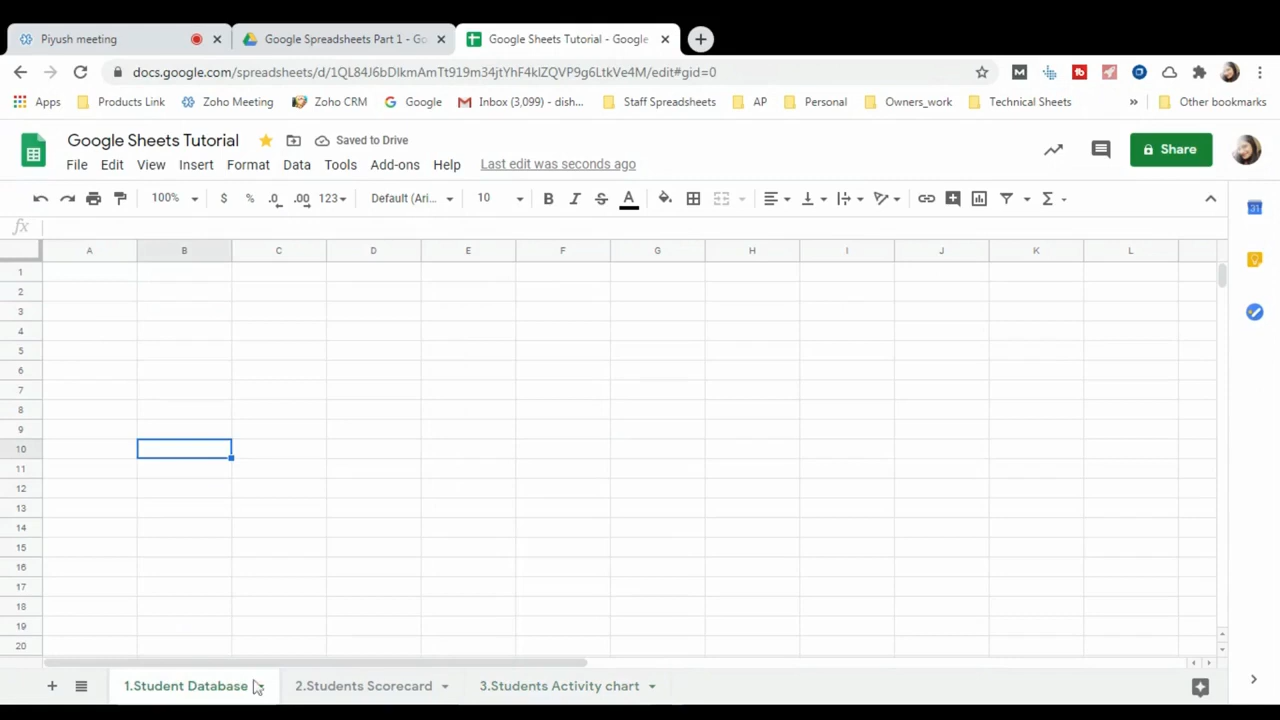 Piyush meeting
Google Spreadsheets Part 1 - Go
Google Sheets Tutorial - Google
docs.google.com/spreadsheets/d/1QL84J6bDlknAmTt919m34jtYhF4klZQVP9g6LtkVe4M/edit#gid=0
Apps Products Link Zoho Meeting Zoho CRM Google Inbox (3,099) - dish... Staff Spreadsheets AP Personal Owners_work Technical Sheets » Other bookmarks
Google Sheets Tutorial Saved to Drive
File Edit View Insert Format Data Tools Add-ons Help Last edit was seconds ago
Share
100% $ % .0 .00 123 Default (Ari... 10 B I S A Σ
fx
A B C D E F G H I J K L
1
2
3
4
5
6
7
8
9
10
11
12
13
14
15
16
17
18
19
20
1.Student Database 2.Students Scorecard 3.Students Activity chart